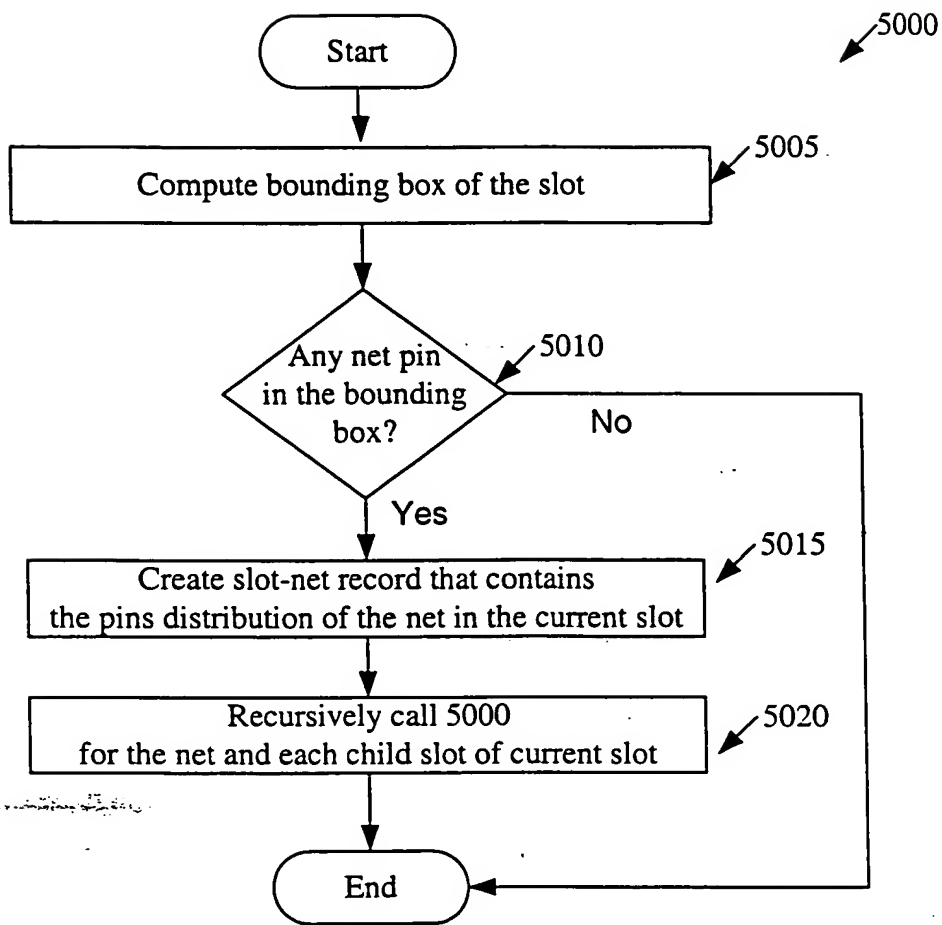 5000
Start
5005
Compute bounding box of the slot
5010
Any net pin
in the bounding
box?
No
Yes
5015
Create slot-net record that contains
the pins distribution of the net in the current slot
5020
Recursively call 5000
for the net and each child slot of current slot
End